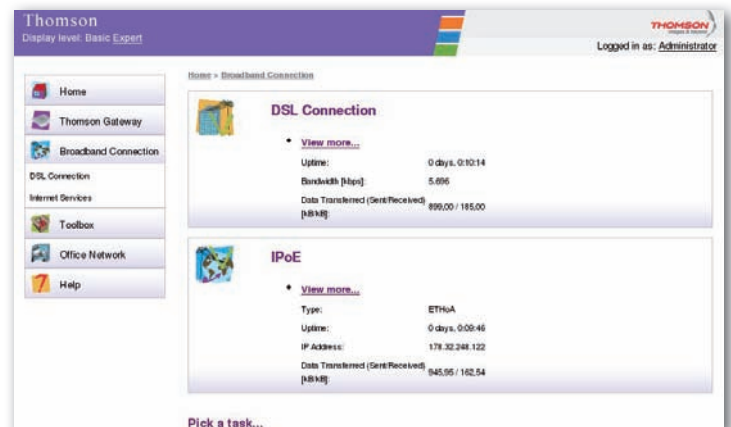 Thomson
Display level: Basic Expert
THOMSON
images & beyond
Logged in as: Administrator
Home > Broadband Connection
Home
Thomson Gateway
Broadband Connection
DSL Connection
Internet Services
Toolbox
Office Network
Help
DSL Connection
View more...
Uptime: 0 days, 0:10:14
Bandwidth [kbps]: 5.696
Data Transferred (Sent/Received) [kB/kB]: 899,00 / 185,00
IPoE
View more...
Type: ETHoA
Uptime: 0 days, 0:09:46
IP Address: 178.32.248.122
Data Transferred (Sent/Received) [kB/kB]: 945,95 / 162,54
Pick a task...